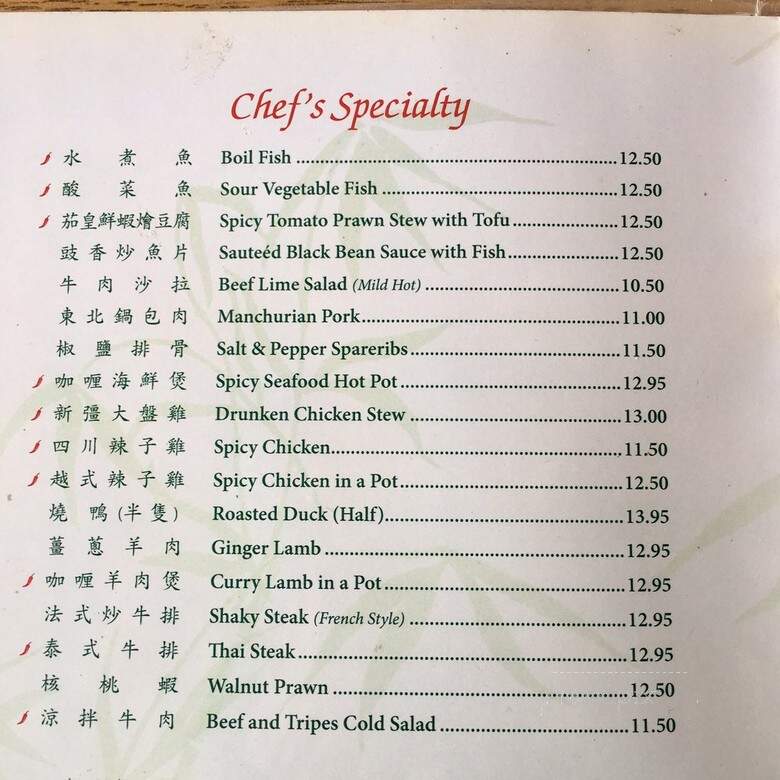 Chef's Specialty
水煮魚 Boil Fish 12.50
酸菜魚 Sour Vegetable Fish 12.50
茄皇鮮蝦燴豆腐 Spicy Tomato Prawn Stew with Tofu 12.50
豉香炒魚片 Sauteéd Black Bean Sauce with Fish 12.50
牛肉沙拉 Beef Lime Salad (Mild Hot) 10.50
東北鍋包肉 Manchurian Pork 11.00
椒鹽排骨 Salt & Pepper Spareribs 11.50
咖喱海鮮煲 Spicy Seafood Hot Pot 12.95
新疆大盤雞 Drunken Chicken Stew 13.00
四川辣子雞 Spicy Chicken 11.50
越式辣子雞 Spicy Chicken in a Pot 12.50
燒鴨(半隻) Roasted Duck (Half) 13.95
薑蔥羊肉 Ginger Lamb 12.95
咖喱羊肉煲 Curry Lamb in a Pot 12.95
法式炒牛排 Shaky Steak (French Style) 12.95
泰式牛排 Thai Steak 12.95
核桃蝦 Walnut Prawn 12.50
涼拌牛肉 Beef and Tripes Cold Salad 11.50